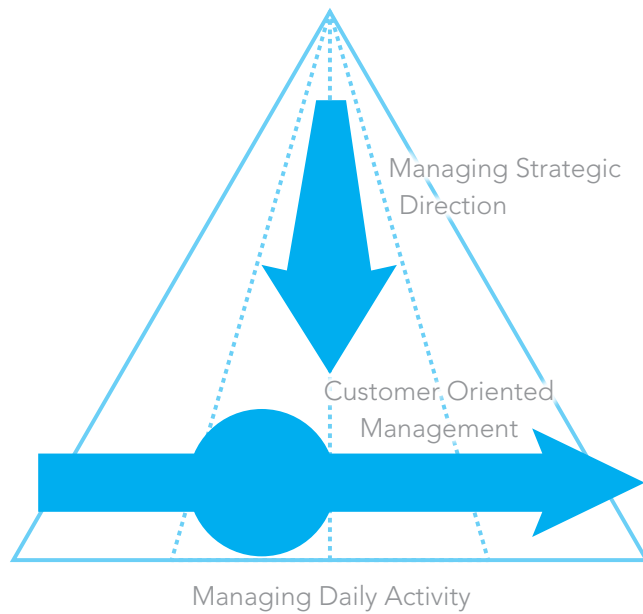 Managing Strategic
Direction
Customer Oriented
Management
Managing Daily Activity